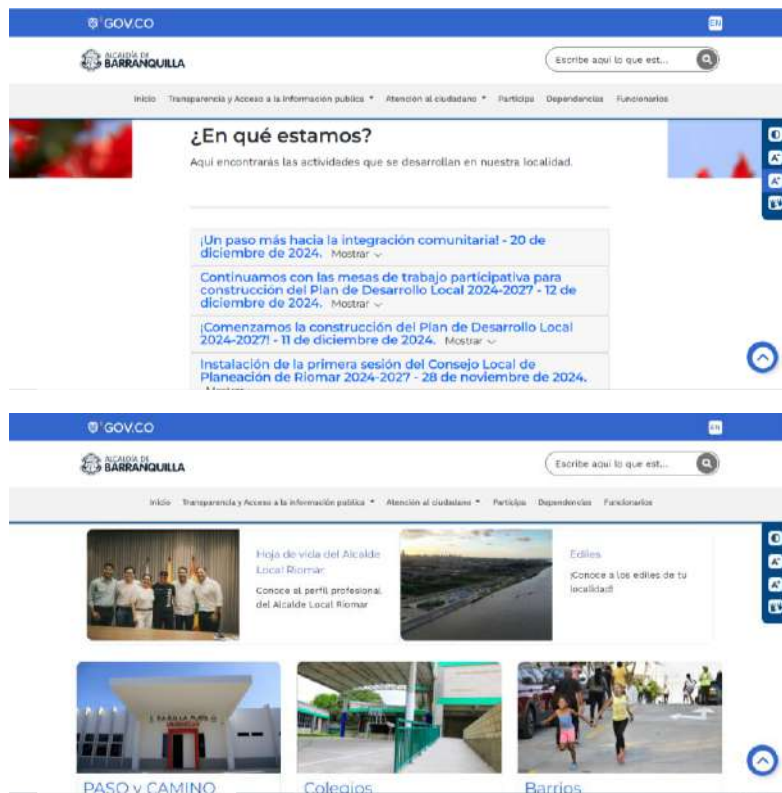 GOV.CO
EN
ALCALDÍA DE
BARRANQUILLA
Escribe aquí lo que est...
Inicio Transparencia y Acceso a la información publica Atención al ciudadano Participa Dependencias Funcionarios
¿En qué estamos?
Aquí encontrarás las actividades que se desarrollan en nuestra localidad.
¡Un paso más hacia la integración comunitaria! - 20 de
diciembre de 2024. Mostrar
Continuamos con las mesas de trabajo participativa para
construcción del Plan de Desarrollo Local 2024-2027 - 12 de
diciembre de 2024. Mostrar
¡Comenzamos la construcción del Plan de Desarrollo Local
2024-2027! - 11 de diciembre de 2024. Mostrar
Instalación de la primera sesión del Consejo Local de
Planeación de Riomar 2024-2027 - 28 de noviembre de 2024.
GOV.CO
EN
ALCALDÍA DE
BARRANQUILLA
Escribe aquí lo que est...
Inicio Transparencia y Acceso a la información publica Atención al ciudadano Participa Dependencias Funcionarios
Hoja de vida del Alcalde
Local Riomar
Conoce el perfil profesional
del Alcalde Local Riomar
Ediles
¡Conoce a los ediles de tu
localidad!
PASO y CAMINO
Colegios
Barrios